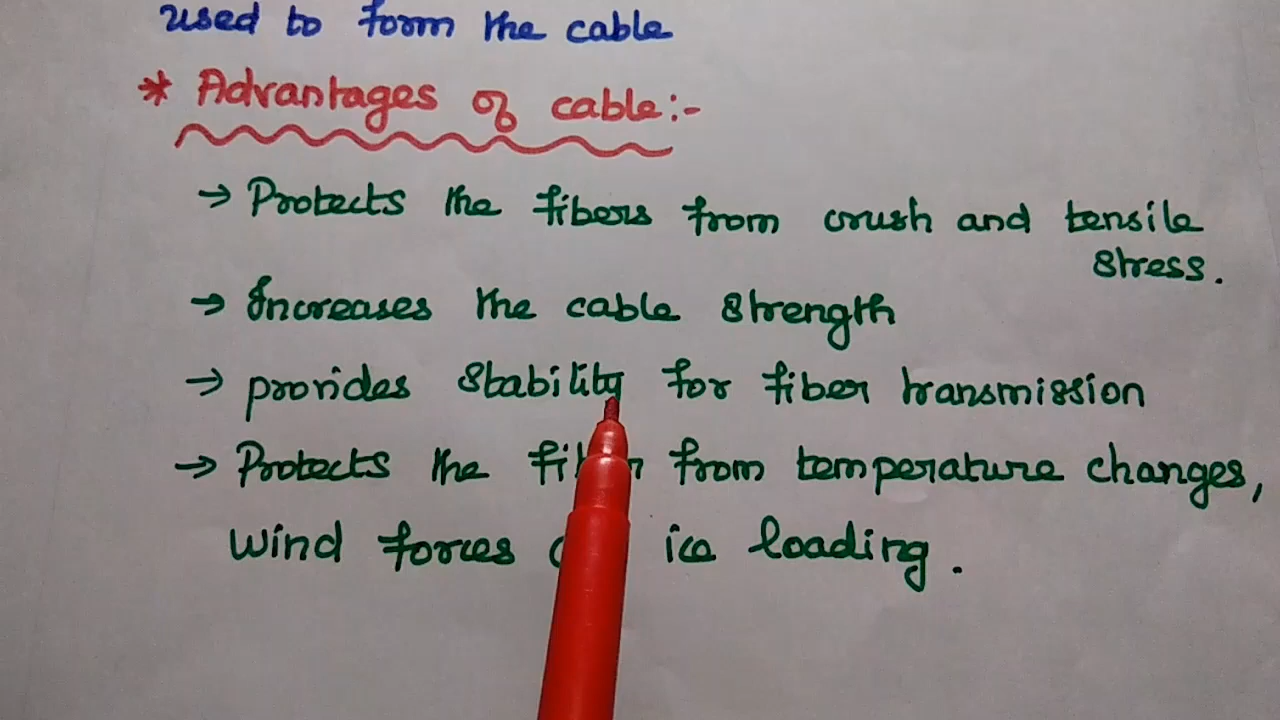 used to form the cable
* Advantages of cable:-
→ Protects the fibers from crush and tensile
stress.
→ Increases the cable strength
→ provides stability for fiber transmission
→ Protects the from temperature changes,
wind forces ice loading.